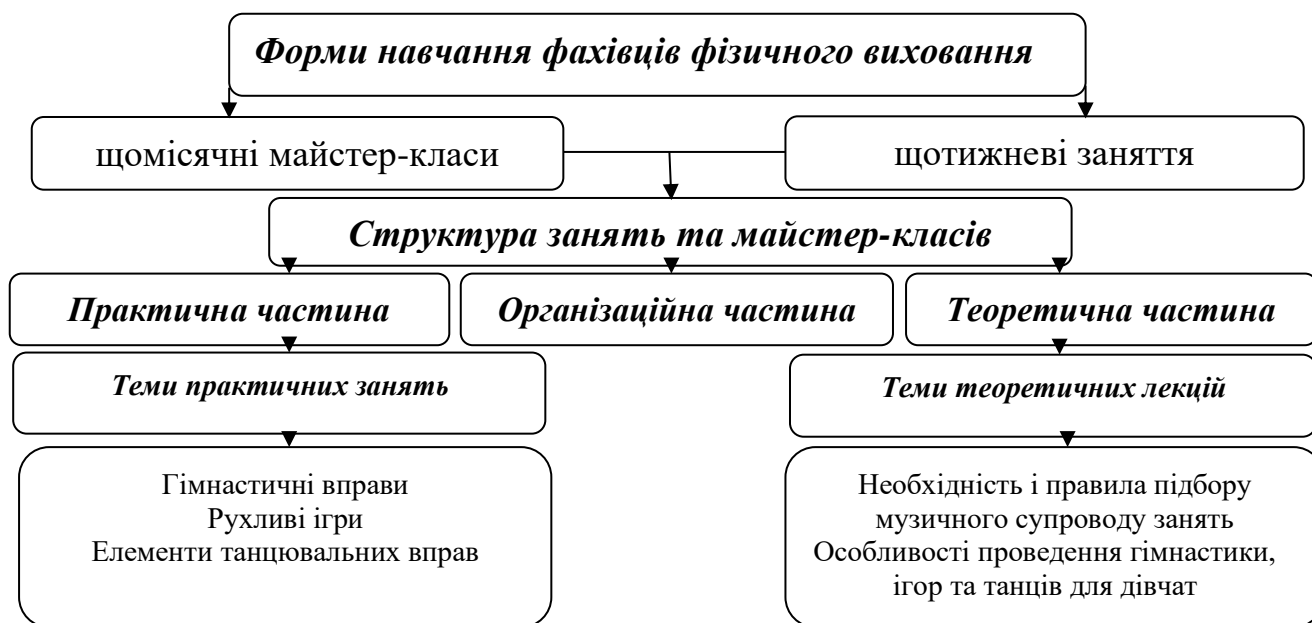 Форми навчання фахівців фізичного виховання
щомісячні майстер-класи
щотижневі заняття
Структура занять та майстер-класів
Практична частина
Організаційна частина
Теоретична частина
Теми практичних занять
Теми теоретичних лекцій
Гімнастичні вправи
Рухливі ігри
Елементи танцювальних вправ
Необхідність і правила підбору
музичного супроводу занять
Особливості проведення гімнастики,
ігор та танців для дівчат